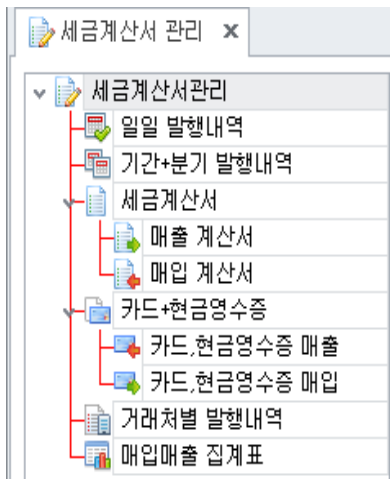 세금계산서 관리
세금계산서관리
일일 발행내역
기간+분기 발행내역
세금계산서
매출 계산서
매입 계산서
카드+현금영수증
카드,현금영수증 매출
카드,현금영수증 매입
거래처별 발행내역
매입매출 집계표